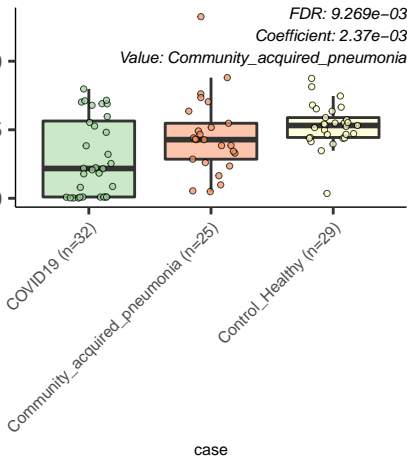 FDR: 9.269e−03
Coefficient: 2.37e−03
Value: Community_acquired_pneumonia
COVID19 (n=32)
Community_acquired_pneumonia (n=25)
Control_Healthy (n=29)
case